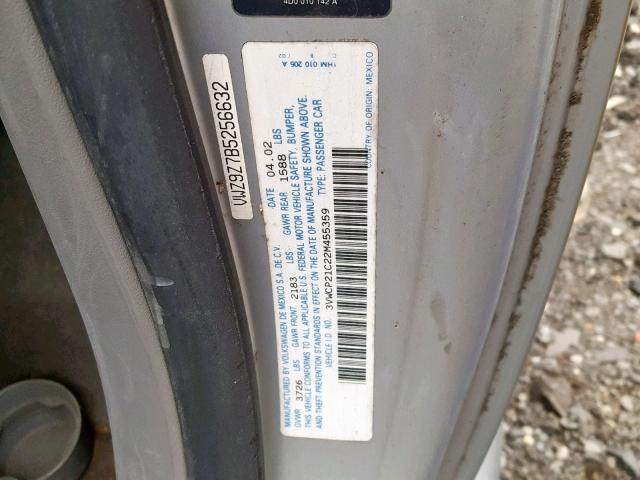 4D0 010 142 A
VWZ9Z7B5256632
1HM 010 205 A
MANUFACTURED BY VOLKSWAGEN DE MEXICO S.A. DE C.V. DATE 04.02
GVWR 3726 LBS GAWR FRONT 2183 LBS. GAWR REAR 1588 LBS
THIS VEHICLE CONFORMS TO ALL APPLICABLE U.S. FEDERAL MOTOR VEHICLE SAFETY, BUMPER,
AND THEFT PREVENTION STANDARDS IN EFFECT ON THE DATE OF MANUFACTURE SHOWN ABOVE.
VEHICLE I.D. NO. 3VWCP21C22M455359 TYPE: PASSENGER CAR
COUNTRY OF ORIGIN: MEXICO